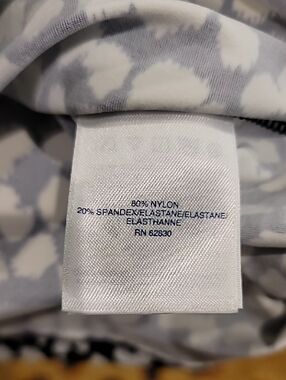 80% NYLON
20% SPANDEX/ELASTANE/ELASTANE/
ELASTHANNE
RN 62830